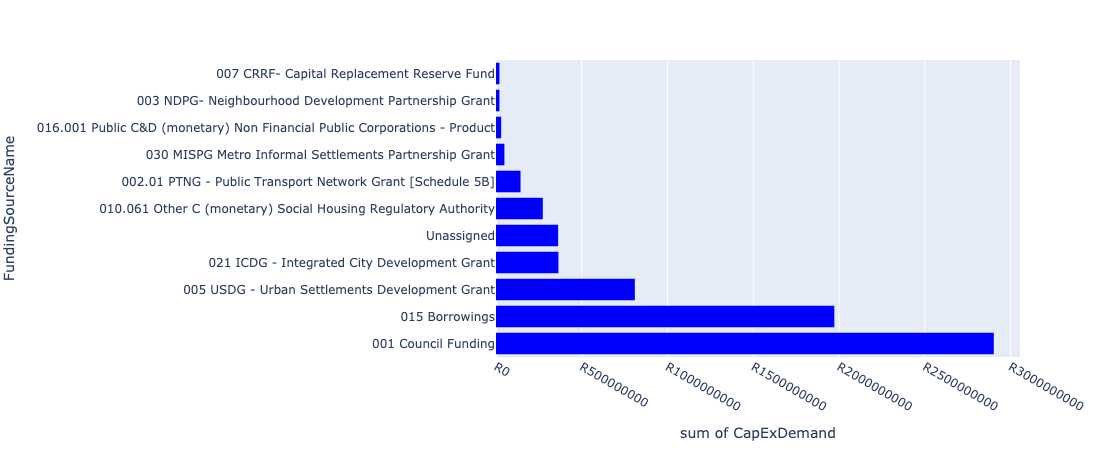 FundingSourceName
007 CRRF- Capital Replacement Reserve Fund
003 NDPG- Neighbourhood Development Partnership Grant
016.001 Public C&D (monetary) Non Financial Public Corporations - Product
030 MISPG Metro Informal Settlements Partnership Grant
002.01 PTNG - Public Transport Network Grant [Schedule 5B]
010.061 Other C (monetary) Social Housing Regulatory Authority
Unassigned
021 ICDG - Integrated City Development Grant
005 USDG - Urban Settlements Development Grant
015 Borrowings
001 Council Funding
R0
R500000000
R1000000000
R1500000000
R2000000000
R2500000000
R3000000000
sum of CapExDemand